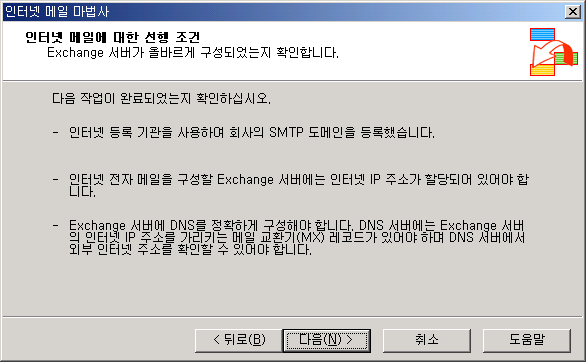 인터넷 메일 마법사
인터넷 메일에 대한 선행 조건
Exchange 서버가 올바르게 구성되었는지 확인합니다.
다음 작업이 완료되었는지 확인하십시오.
- 인터넷 등록 기관을 사용하여 회사의 SMTP 도메인을 등록했습니다.
- 인터넷 전자 메일을 구성할 Exchange 서버에는 인터넷 IP 주소가 할당되어 있어야 합
니다.
- Exchange 서버에 DNS를 정확하게 구성해야 합니다. DNS 서버에는 Exchange 서버
의 인터넷 IP 주소를 가리키는 메일 교환기(MX) 레코드가 있어야 하며 DNS 서버에서
외부 인터넷 주소를 확인할 수 있어야 합니다.
< 뒤로(B) 다음(N) > 취소 도움말